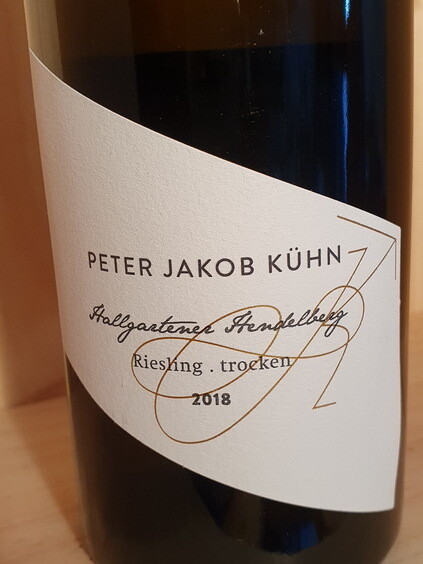 PETER JAKOB KÜHN
Hallgartener Hendelberg
Riesling . trocken
2018